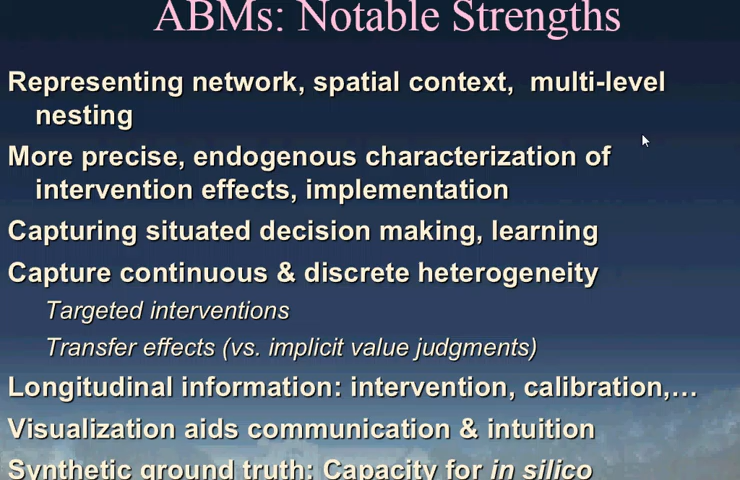 ABMs: Notable Strengths
Representing network, spatial context, multi-level
nesting
More precise, endogenous characterization of
intervention effects, implementation
Capturing situated decision making, learning
Capture continuous & discrete heterogeneity
Targeted interventions
Transfer effects (vs. implicit value judgments)
Longitudinal information: intervention, calibration,…
Visualization aids communication & intuition
Synthetic ground truth: Capacity for in silico